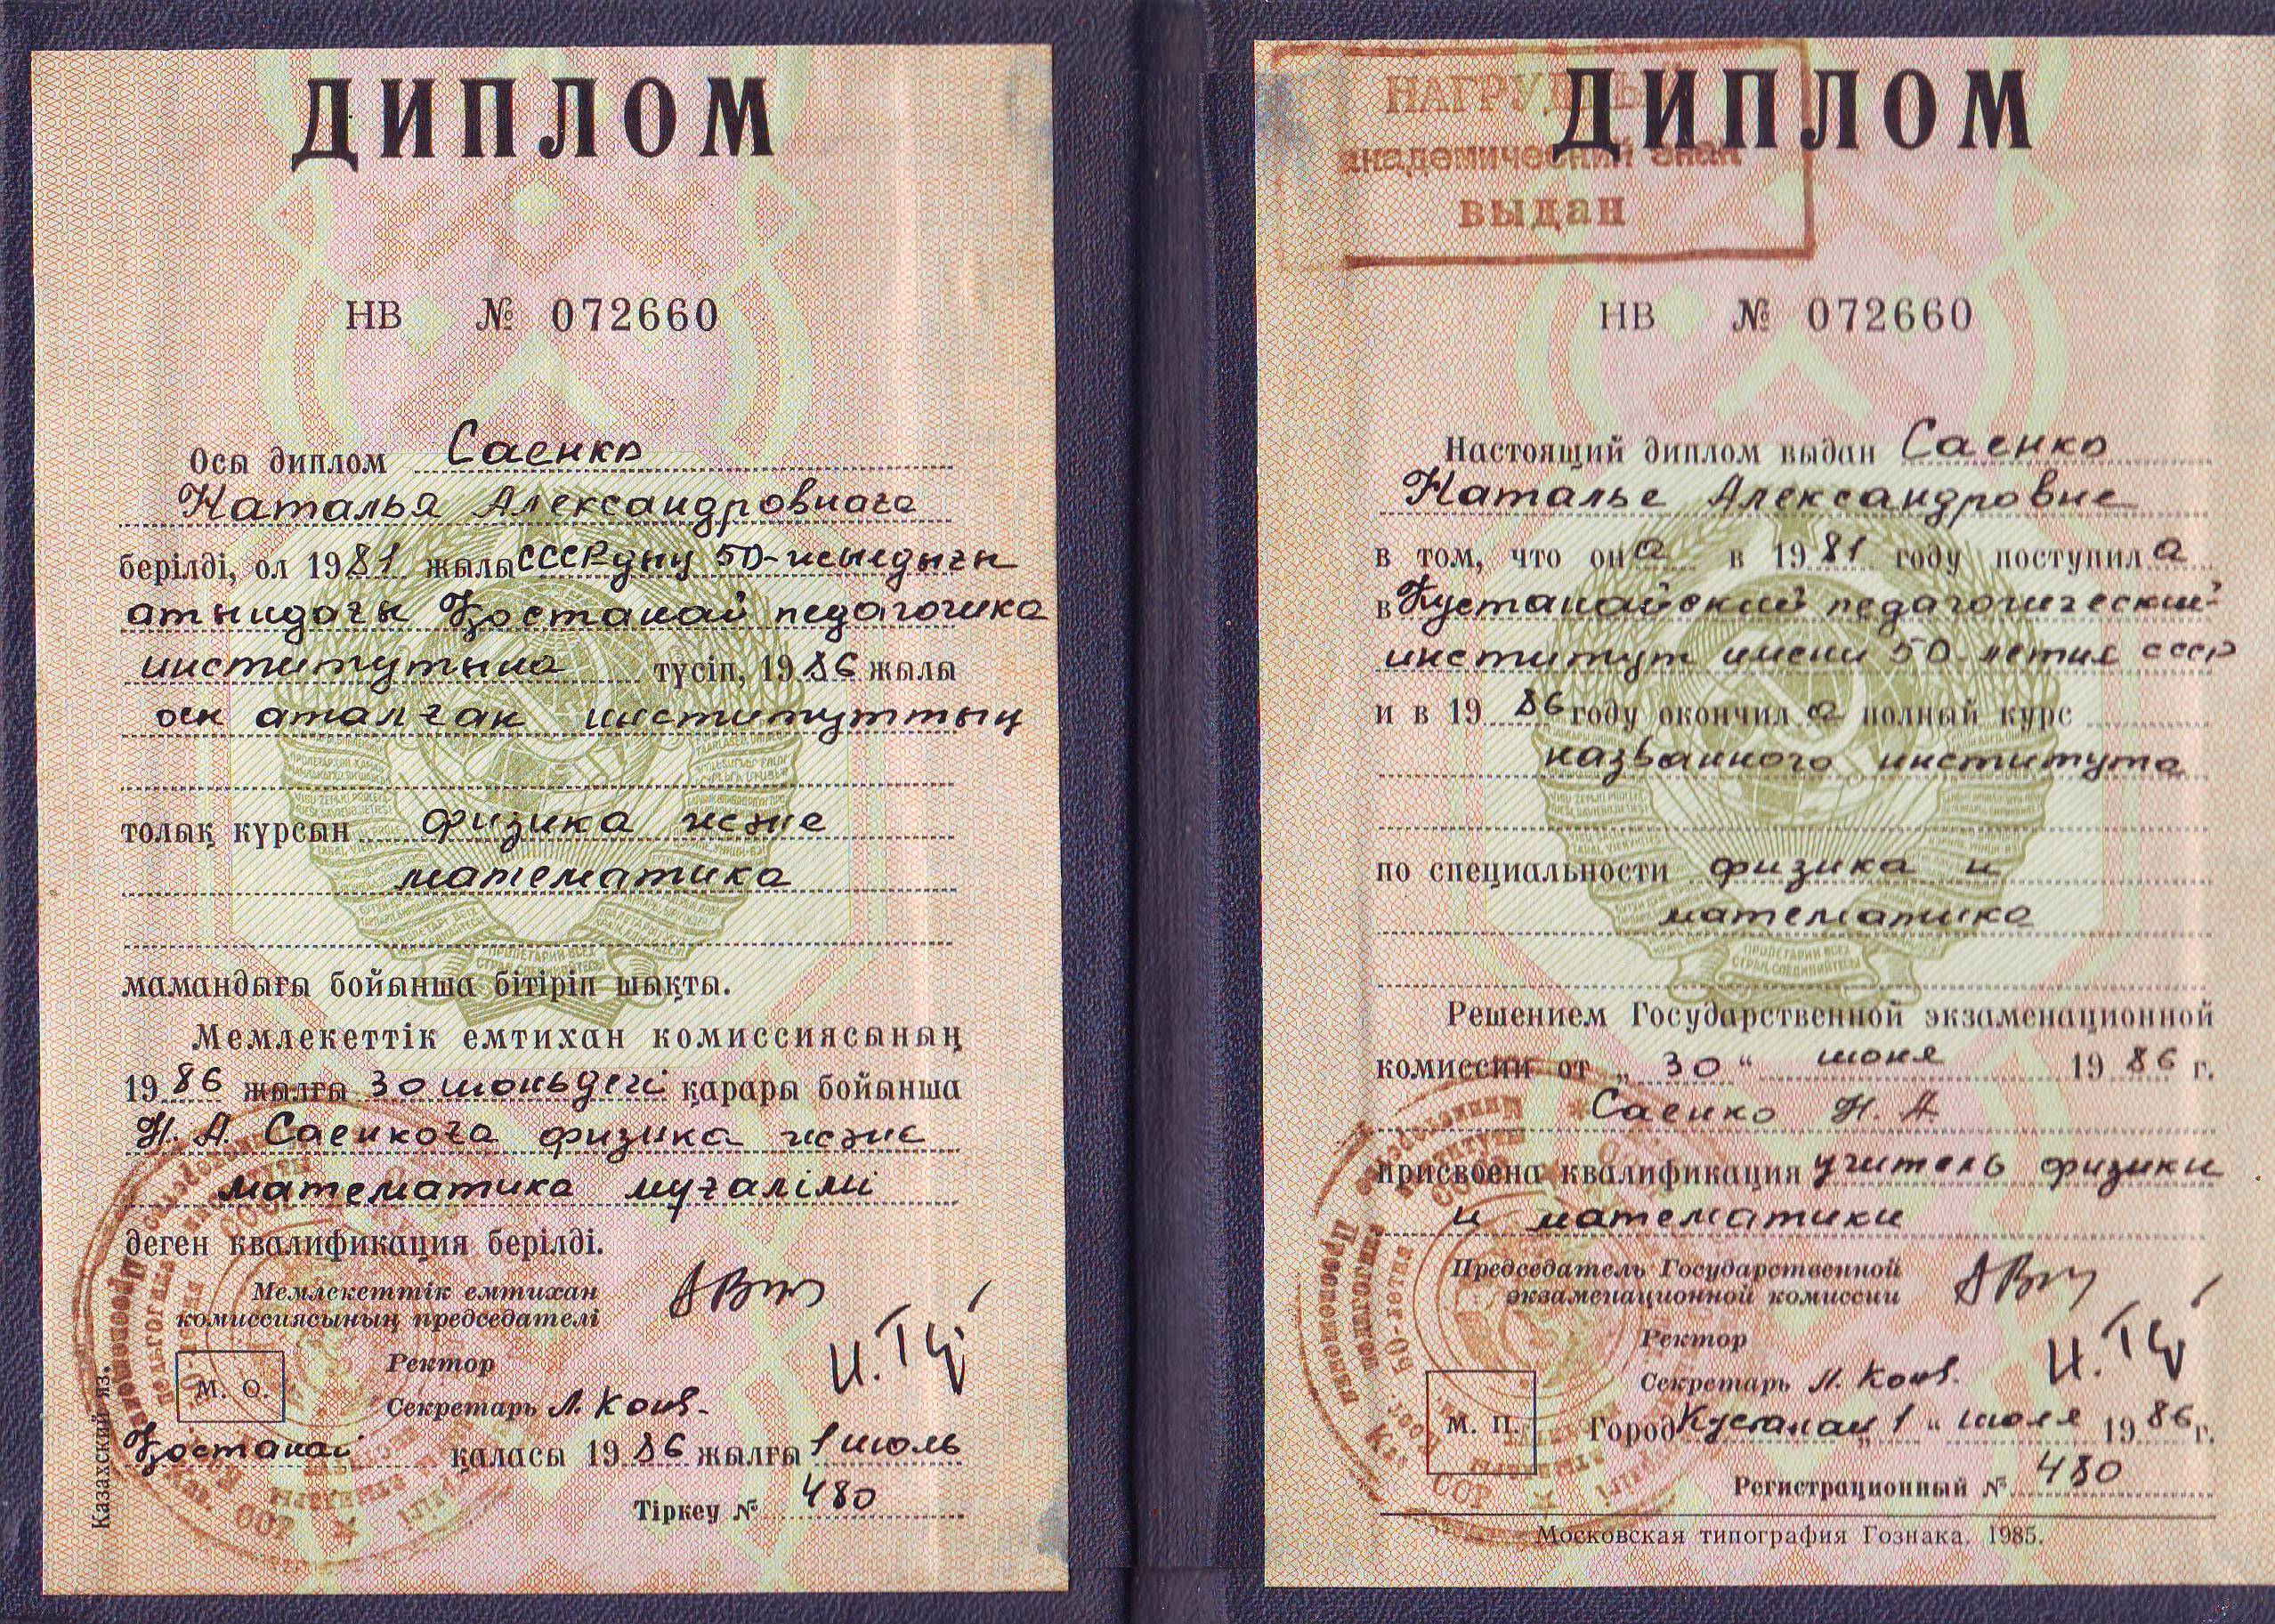 ДИПЛОМ
НВ № 072660
Осы диплом Саенко
Наталья Александровнаға
берілді, ол 1981 жылы СССР дың 50-жылдығы
атындағы Қостанай педагогика
институтына түсіп, 1986 жылы
осы аталған институттың
толық курсын физика және
математика
мамандығы бойынша бітіріп шықты.
Мемлекеттік емтихан комиссиясының
1986 жылғы 30 июньдегі қарары бойынша
Н. А. Саенкоға физика және
математика мұғалімі
деген квалификация берілді.
Мемлекеттік емтихан
комиссиясының председателі
Ректор
М. О.
Секретарь
Қостанай қаласы 1986 жылғы 1 июль
Тіркеу № 480
Казахский яз.
НАГРУДНЫЙ
академический знак
выдан
ДИПЛОМ
НВ № 072660
Настоящий диплом выдан Саенко
Наталье Александровне
в том, что она в 1981 году поступила
в Кустанайский педагогический
институт имени 50-летия СССР
и в 1986 году окончила полный курс
названного института
по специальности физика и
математика
Решением Государственной экзаменационной
комиссии от „30“ июня 1986 г.
Саенко Н. А.
присвоена квалификация учитель физики
и математики
Председатель Государственной
экзаменационной комиссии
Ректор
Секретарь
М. П.
Город Кустанай „1“ июля 1986 г.
Регистрационный № 480
Московская типография Гознака. 1985.